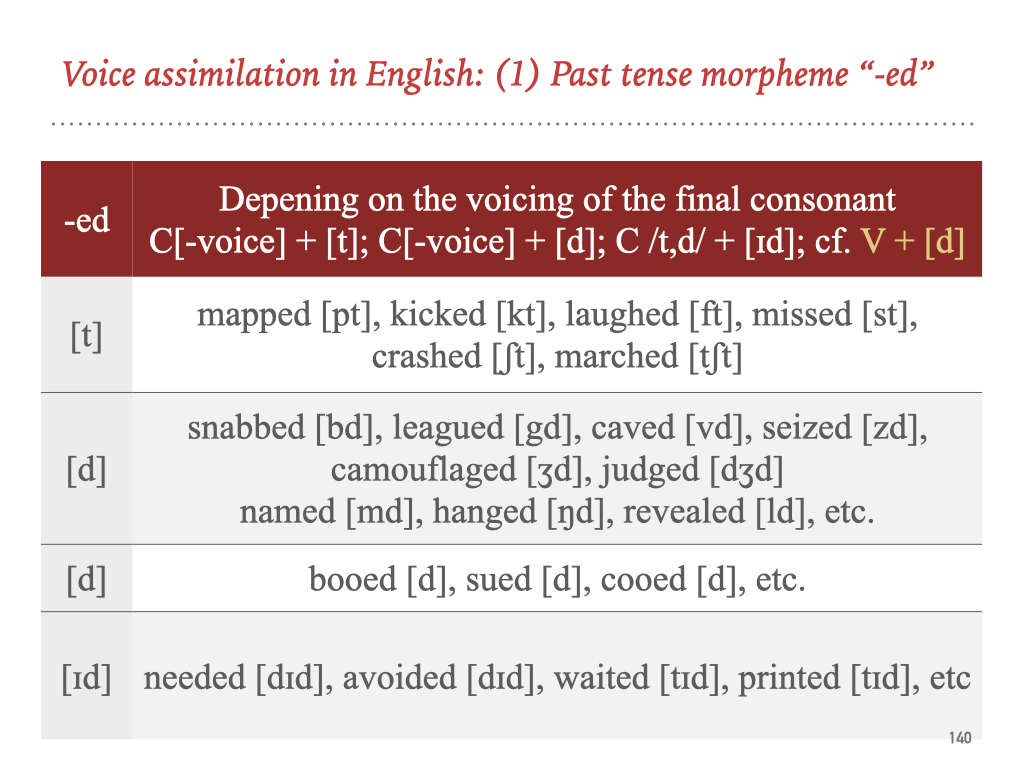 Voice assimilation in English: (1) Past tense morpheme “-ed”
-ed
Depening on the voicing of the final consonant
C[-voice] + [t]; C[-voice] + [d]; C /t,d/ + [ɪd]; cf. V + [d]
[t]
mapped [pt], kicked [kt], laughed [ft], missed [st],
crashed [ʃt], marched [tʃt]
[d]
snabbed [bd], leagued [gd], caved [vd], seized [zd],
camouflaged [ʒd], judged [dʒd]
named [md], hanged [ŋd], revealed [ld], etc.
[d]
booed [d], sued [d], cooed [d], etc.
[ɪd]
needed [dɪd], avoided [dɪd], waited [tɪd], printed [tɪd], etc
140